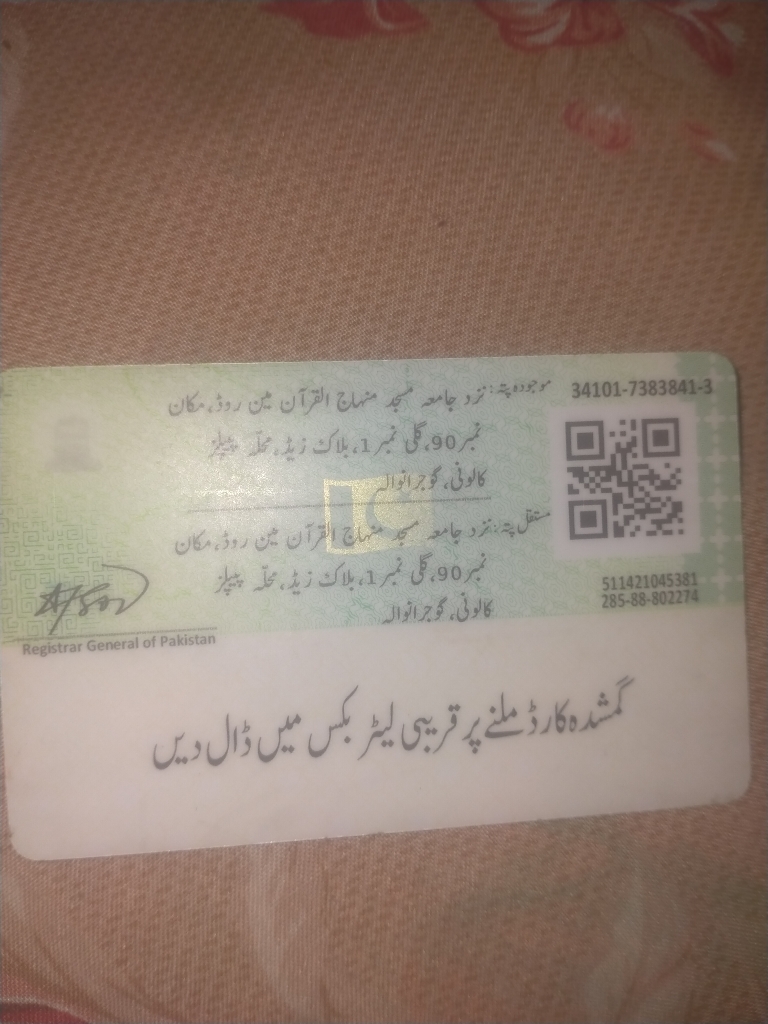 34101-7383841-3
موجودہ پتہ: نزد جامعہ مسجد منہاج القرآن مین روڈ، مکان
نمبر 90، گلی نمبر 1، بلاک زیڈ، محلّہ پیپلز
کالونی، گوجرانوالہ
مستقل پتہ: نزد جامعہ مسجد منہاج القرآن مین روڈ، مکان
نمبر 90، گلی نمبر 1، بلاک زیڈ، محلّہ پیپلز
کالونی، گوجرانوالہ
511421045381
285-88-802274
Registrar General of Pakistan
گمشدہ کارڈ ملنے پر قریبی لیٹر بکس میں ڈال دیں